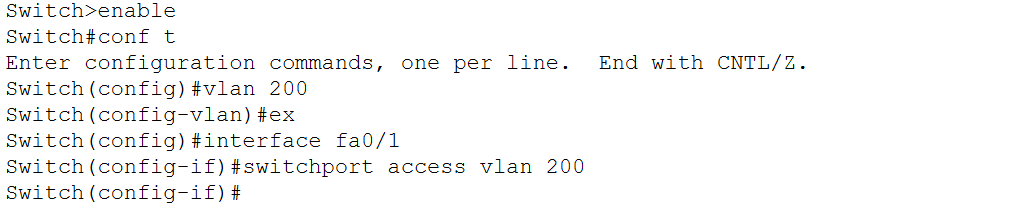 Switch>enable
Switch#conf t
Enter configuration commands, one per line.  End with CNTL/Z.
Switch(config)#vlan 200
Switch(config-vlan)#ex
Switch(config)#interface fa0/1
Switch(config-if)#switchport access vlan 200
Switch(config-if)#